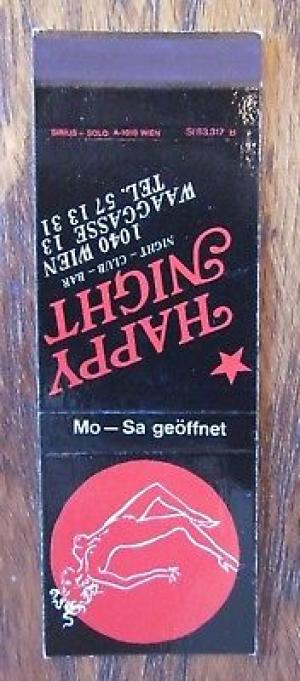 SIRIUS – SOLO A-1010 WIEN SI 83.317 B
HAPPY
NIGHT
NIGHT – CLUB – BAR
1040 WIEN
WAAGGASSE 13
TEL. 57 13 31
Mo – Sa geöffnet